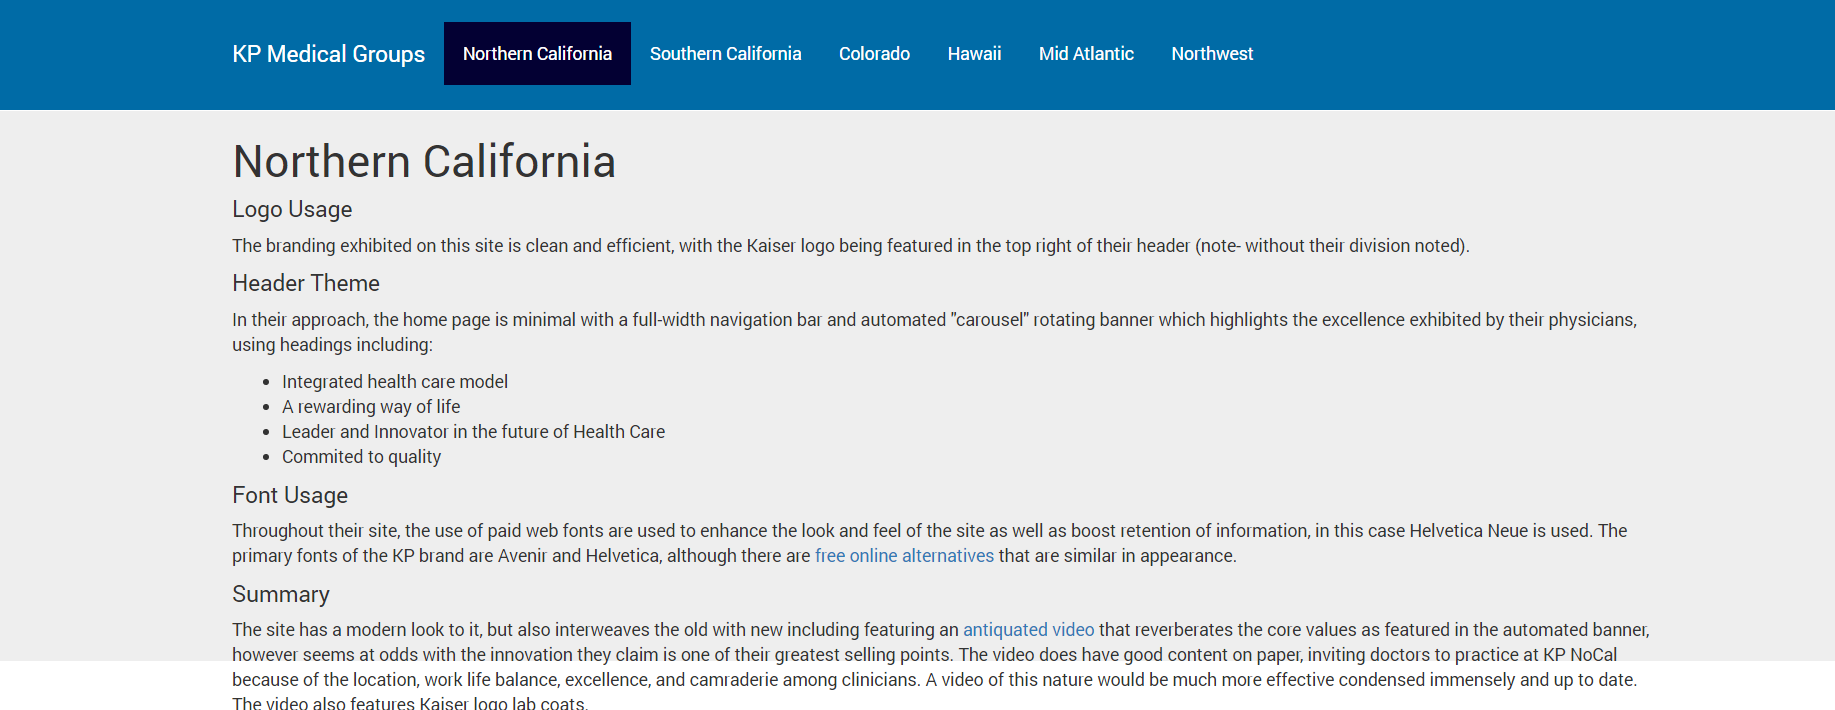 KP Medical Groups Northern California Southern California Colorado Hawaii Mid Atlantic Northwest
Northern California
Logo Usage
The branding exhibited on this site is clean and efficient, with the Kaiser logo being featured in the top right of their header (note- without their division noted).
Header Theme
In their approach, the home page is minimal with a full-width navigation bar and automated "carousel" rotating banner which highlights the excellence exhibited by their physicians,
using headings including:
• Integrated health care model
• A rewarding way of life
• Leader and Innovator in the future of Health Care
• Commited to quality
Font Usage
Throughout their site, the use of paid web fonts are used to enhance the look and feel of the site as well as boost retention of information, in this case Helvetica Neue is used. The
primary fonts of the KP brand are Avenir and Helvetica, although there are free online alternatives that are similar in appearance.
Summary
The site has a modern look to it, but also interweaves the old with new including featuring an antiquated video that reverberates the core values as featured in the automated banner,
however seems at odds with the innovation they claim is one of their greatest selling points. The video does have good content on paper, inviting doctors to practice at KP NoCal
because of the location, work life balance, excellence, and camraderie among clinicians. A video of this nature would be much more effective condensed immensely and up to date.
The video also features Kaiser logo lab coats.